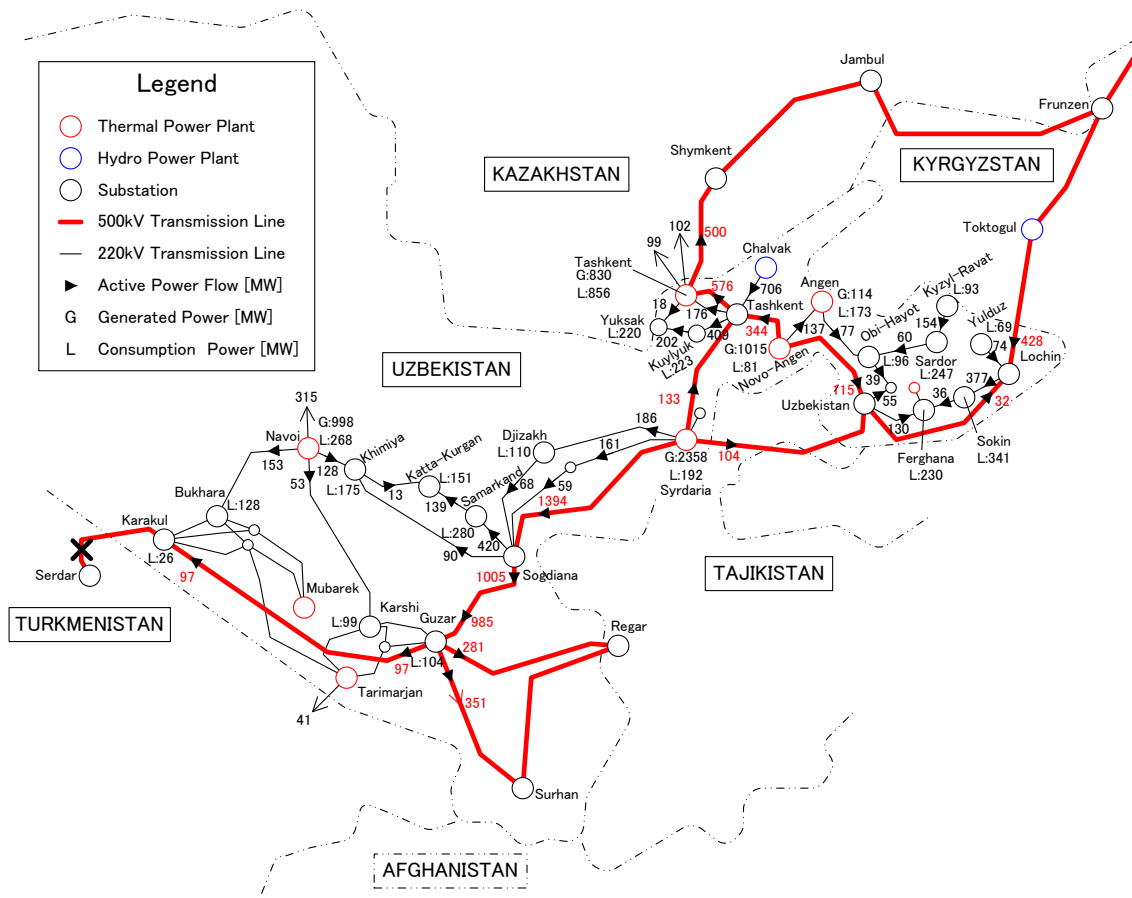 Legend
Thermal Power Plant
Hydro Power Plant
Substation
500kV Transmission Line
220kV Transmission Line
Active Power Flow [MW]
G Generated Power [MW]
L Consumption Power [MW]
Jambul
Frunzen
Shymkent
KAZAKHSTAN
KYRGYZSTAN
Toktogul
102
99
500
Chalvak
706
Tashkent
G:830
L:856
576
18
176
Tashkent
Yuksak
L:220
202
409
Kuylyuk
L:223
344
G:1015
L:81
Novo-Angen
Angen
G:114
L:173
137
77
Obi-Hayot
L:96
Kyzyl-Ravat
L:93
154
60
Sardor
L:247
Yulduz
L:69
74
428
Lochin
39
55
36
377
32
715
Uzbekistan
130
Ferghana
L:230
Sokin
L:341
UZBEKISTAN
133
104
G:2358
L:192
Syrdaria
186
161
Djizakh
L:110
68
59
1394
315
G:998
L:268
Navoi
153
53
128
Khimiya
L:175
13
Katta-Kurgan
L:151
139
Samarkand
L:280
420
90
Sogdiana
1005
985
Bukhara
L:128
Karakul
L:26
97
Serdar
Mubarek
TURKMENISTAN
TAJIKISTAN
Karshi
L:99
Guzar
L:104
97
281
351
Regar
Tarimarjan
41
Surhan
AFGHANISTAN